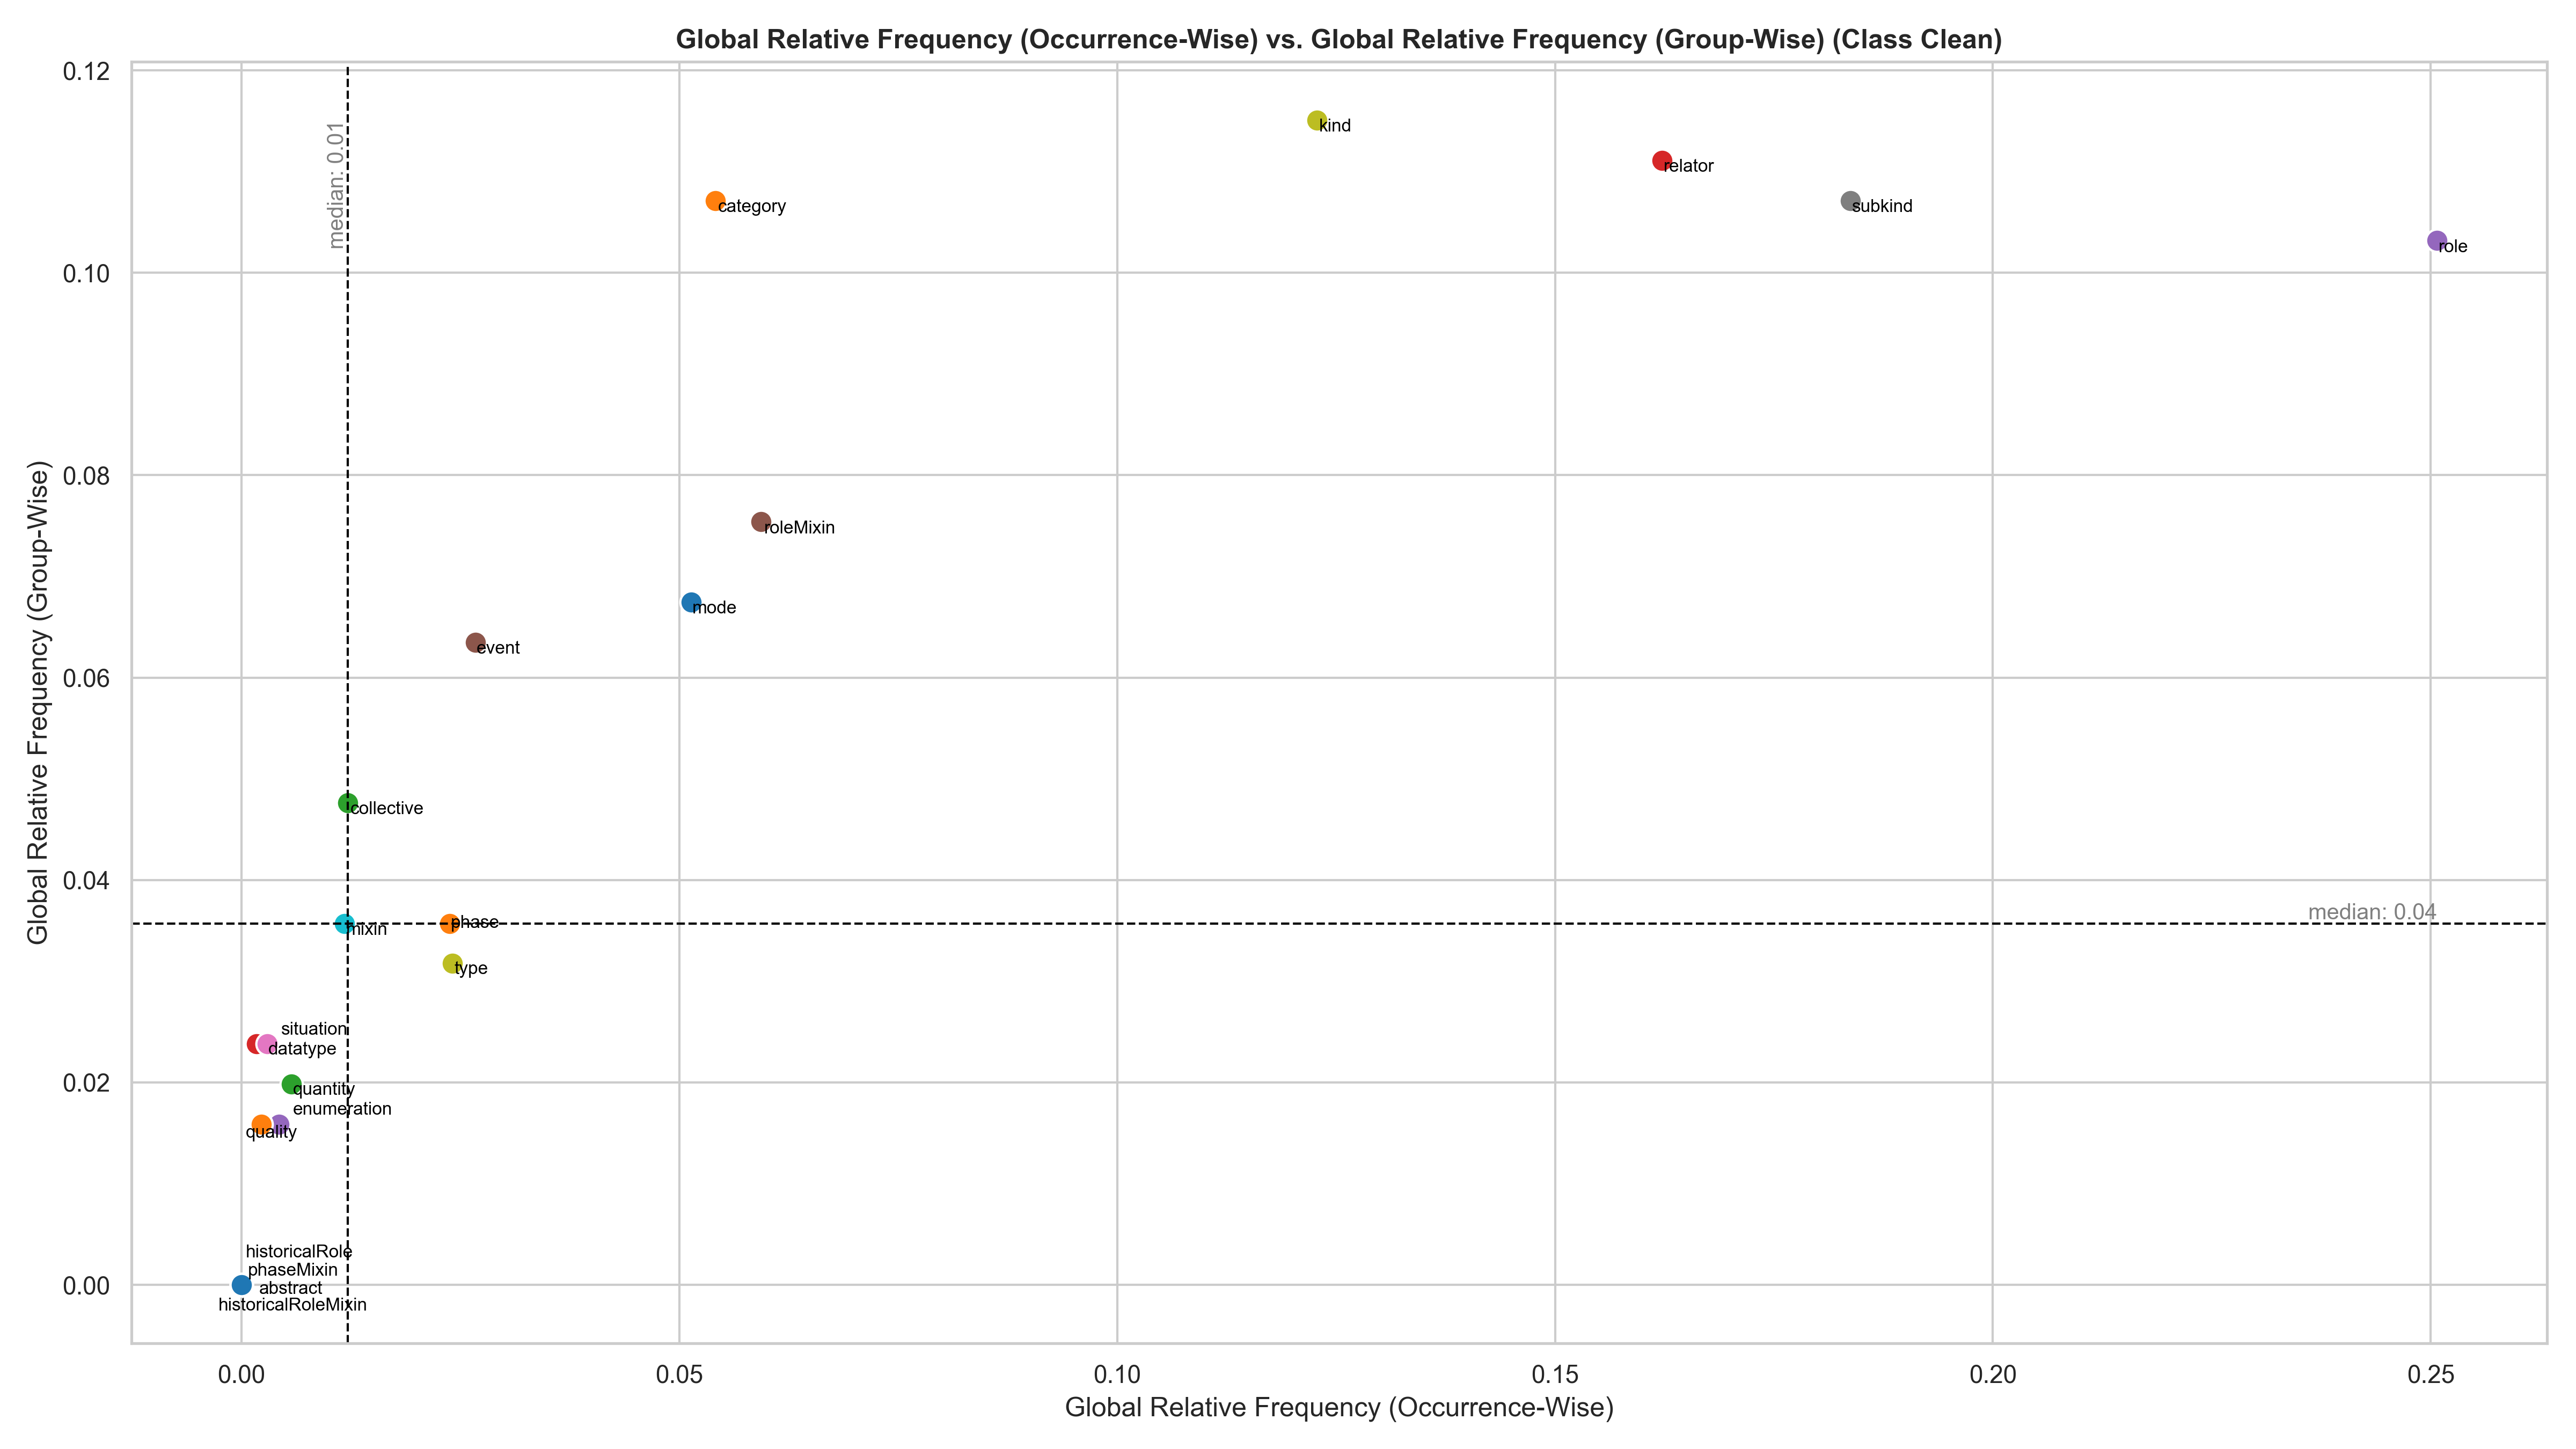 Global Relative Frequency (Occurrence-Wise) vs. Global Relative Frequency (Group-Wise) (Class Clean)
0.12
0.10
0.08
0.06
0.04
0.02
0.00
Global Relative Frequency (Group-Wise)
median: 0.01
kind
relator
category
subkind
role
roleMixin
mode
event
collective
median: 0.04
phase
mixin
type
situation
datatype
quantity
enumeration
quality
historicalRole
phaseMixin
abstract
historicalRoleMixin
0.00
0.05
0.10
0.15
0.20
0.25
Global Relative Frequency (Occurrence-Wise)